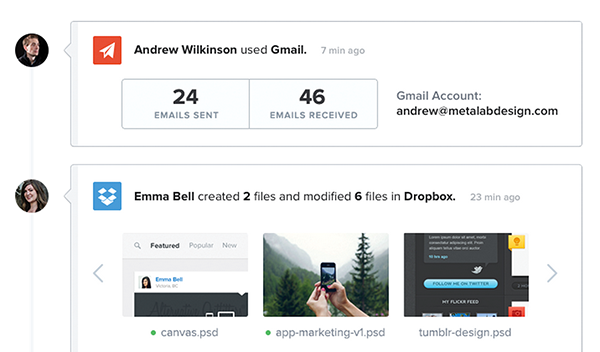 Andrew Wilkinson used Gmail. 7 min ago
24
EMAILS SENT
46
EMAILS RECEIVED
Gmail Account:
andrew@metalabdesign.com
Emma Bell created 2 files and modified 6 files in Dropbox. 23 min ago
Featured Popular New
Emma Bell
Victoria, BC
FOLLOW ME ON TWITTER
MY FLICKR FEED
canvas.psd
app-marketing-v1.psd
tumblr-design.psd